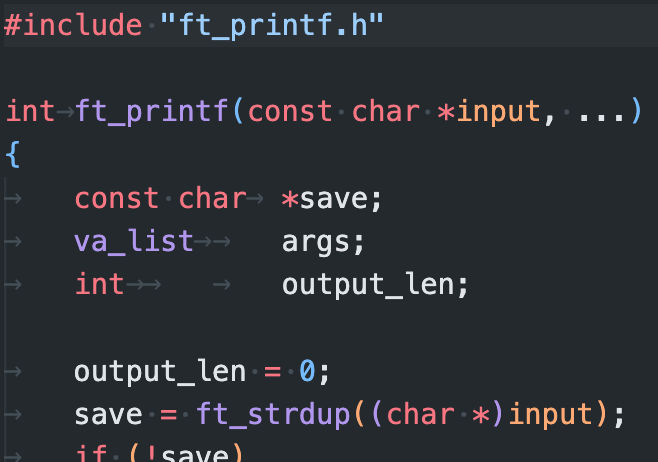 #include "ft_printf.h"
int ft_printf(const char *input, ...)
{
const char *save;
va_list args;
int output_len;
output_len = 0;
save = ft_strdup((char *)input);
if (!save)